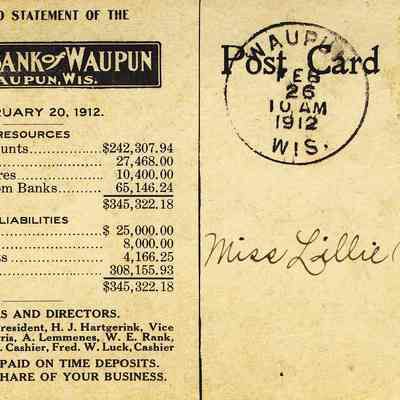 D STATEMENT OF THE
BANK of WAUPUN
AUPUN, WIS.
RUARY 20, 1912.
RESOURCES
ounts..............$242,307.94
.............. 27,468.00
res.............. 10,400.00
om Banks........ 65,146.24
$345,322.18
IABILITIES
..............$ 25,000.00
.............. 8,000.00
ts.............. 4,166.25
.............. 308,155.93
$345,322.18
S AND DIRECTORS.
resident, H. J. Hartgerink, Vice
ris, A. Lemmenes, W. E. Rank,
. Cashier, Fred. W. Luck, Cashier
PAID ON TIME DEPOSITS.
HARE OF YOUR BUSINESS.
Post Card
WAUPUN
FEB
26
10 AM
1912
WIS.
Miss Lillie